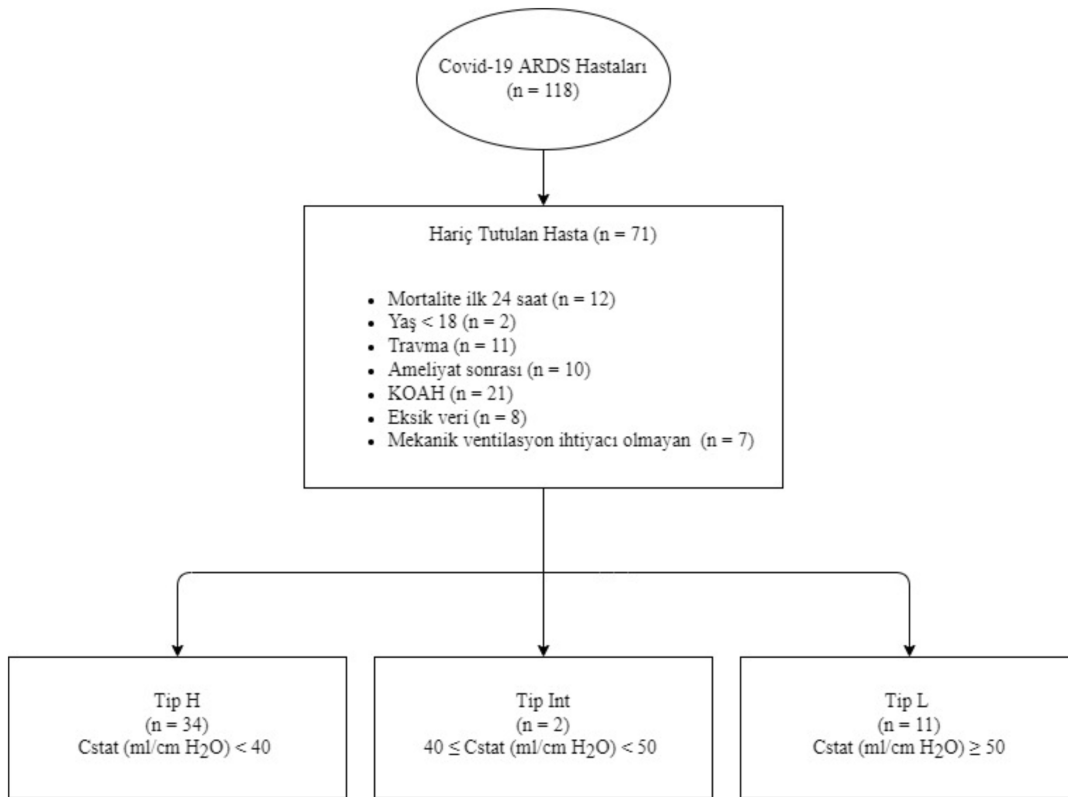 Covid-19 ARDS Hastaları
(n = 118)
Hariç Tutulan Hasta (n = 71)
• Mortalite ilk 24 saat (n = 12)
• Yaş < 18 (n = 2)
• Travma (n = 11)
• Ameliyat sonrası (n = 10)
• KOAH (n = 21)
• Eksik veri (n = 8)
• Mekanik ventilasyon ihtiyacı olmayan (n = 7)
Tip H
(n = 34)
Cstat (ml/cm H2O) < 40
Tip Int
(n = 2)
40 ≤ Cstat (ml/cm H2O) < 50
Tip L
(n = 11)
Cstat (ml/cm H2O) ≥ 50